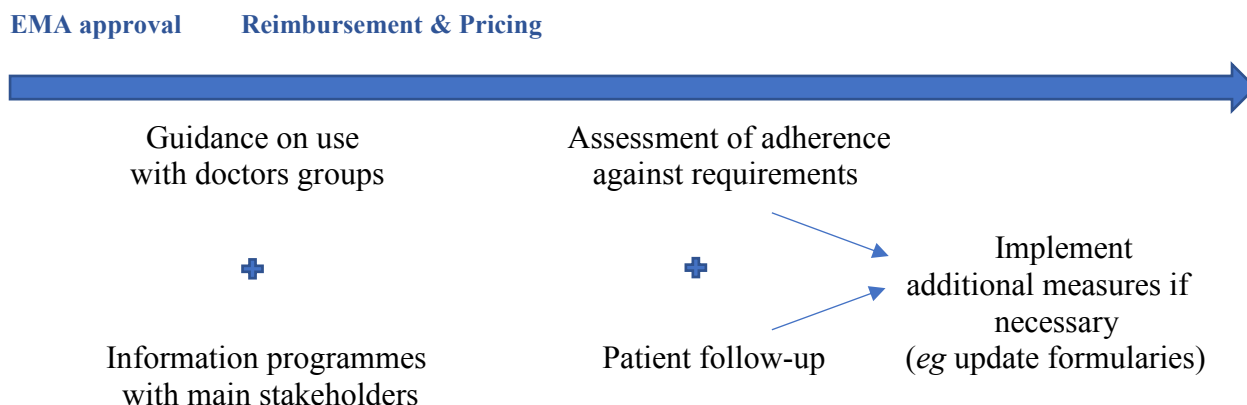 EMA approval Reimbursement & Pricing
Guidance on use
with doctors groups
Assessment of adherence
against requirements
Implement
additional measures if
necessary
(eg update formularies)
Information programmes
with main stakeholders
Patient follow-up